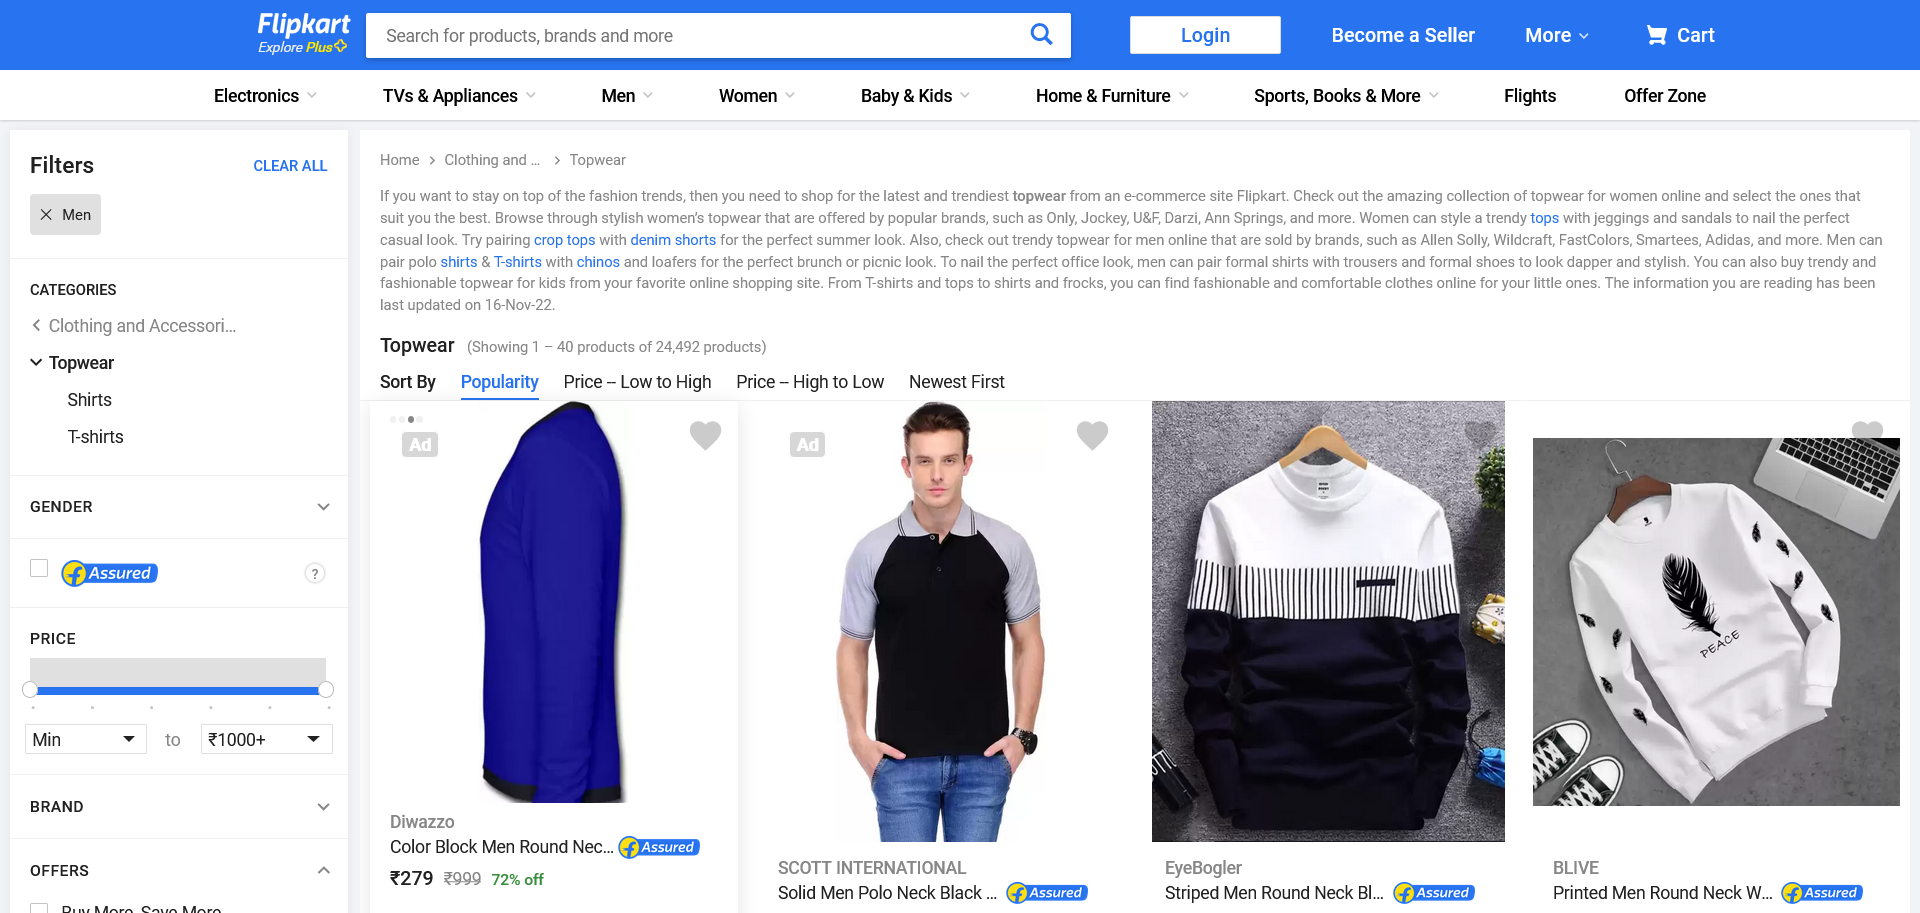 Flipkart
Explore Plus
Search for products, brands and more
Login
Become a Seller
More
Cart
Electronics
TVs & Appliances
Men
Women
Baby & Kids
Home & Furniture
Sports, Books & More
Flights
Offer Zone
Filters
CLEAR ALL
Men
CATEGORIES
Clothing and Accessori...
Topwear
Shirts
T-shirts
GENDER
Assured
?
PRICE
Min
to
₹1000+
BRAND
OFFERS
Buy More, Save More
Home
Clothing and ...
Topwear
If you want to stay on top of the fashion trends, then you need to shop for the latest and trendiest topwear from an e-commerce site Flipkart. Check out the amazing collection of topwear for women online and select the ones that
suit you the best. Browse through stylish women's topwear that are offered by popular brands, such as Only, Jockey, U&F, Darzi, Ann Springs, and more. Women can style a trendy tops with jeggings and sandals to nail the perfect
casual look. Try pairing crop tops with denim shorts for the perfect summer look. Also, check out trendy topwear for men online that are sold by brands, such as Allen Solly, Wildcraft, FastColors, Smartees, Adidas, and more. Men can
pair polo shirts & T-shirts with chinos and loafers for the perfect brunch or picnic look. To nail the perfect office look, men can pair formal shirts with trousers and formal shoes to look dapper and stylish. You can also buy trendy and
fashionable topwear for kids from your favorite online shopping site. From T-shirts and tops to shirts and frocks, you can find fashionable and comfortable clothes online for your little ones. The information you are reading has been
last updated on 16-Nov-22.
Topwear (Showing 1 – 40 products of 24,492 products)
Sort By
Popularity
Price -- Low to High
Price -- High to Low
Newest First
Ad
Diwazzo
Color Block Men Round Nec... Assured
₹279 ₹999 72% off
Ad
SCOTT INTERNATIONAL
Solid Men Polo Neck Black ... Assured
EyeBogler
Striped Men Round Neck Bl... Assured
PEACE
BLIVE
Printed Men Round Neck W... Assured